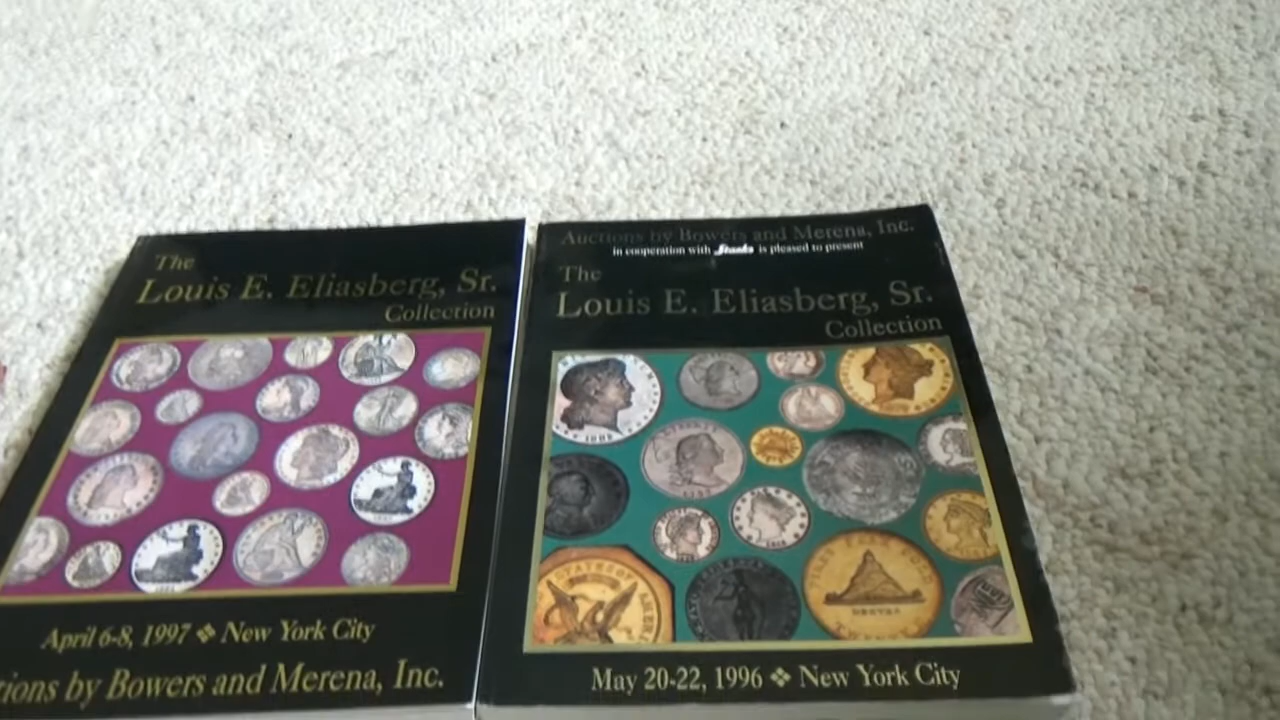 The
Louis E. Eliasberg, Sr.
Collection
April 6-8, 1997 ❖ New York City
tions by Bowers and Merena, Inc.
Auctions by Bowers and Merena, Inc.
in cooperation with Stack's is pleased to present
The
Louis E. Eliasberg, Sr.
Collection
May 20-22, 1996 ❖ New York City